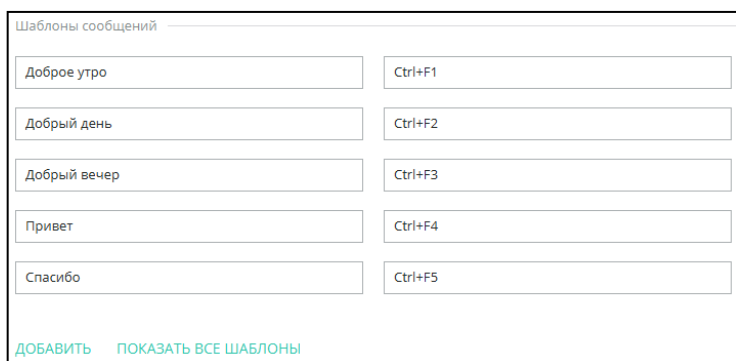 Шаблоны сообщений
Доброе утро Ctrl+F1
Добрый день Ctrl+F2
Добрый вечер Ctrl+F3
Привет Ctrl+F4
Спасибо Ctrl+F5
ДОБАВИТЬ ПОКАЗАТЬ ВСЕ ШАБЛОНЫ